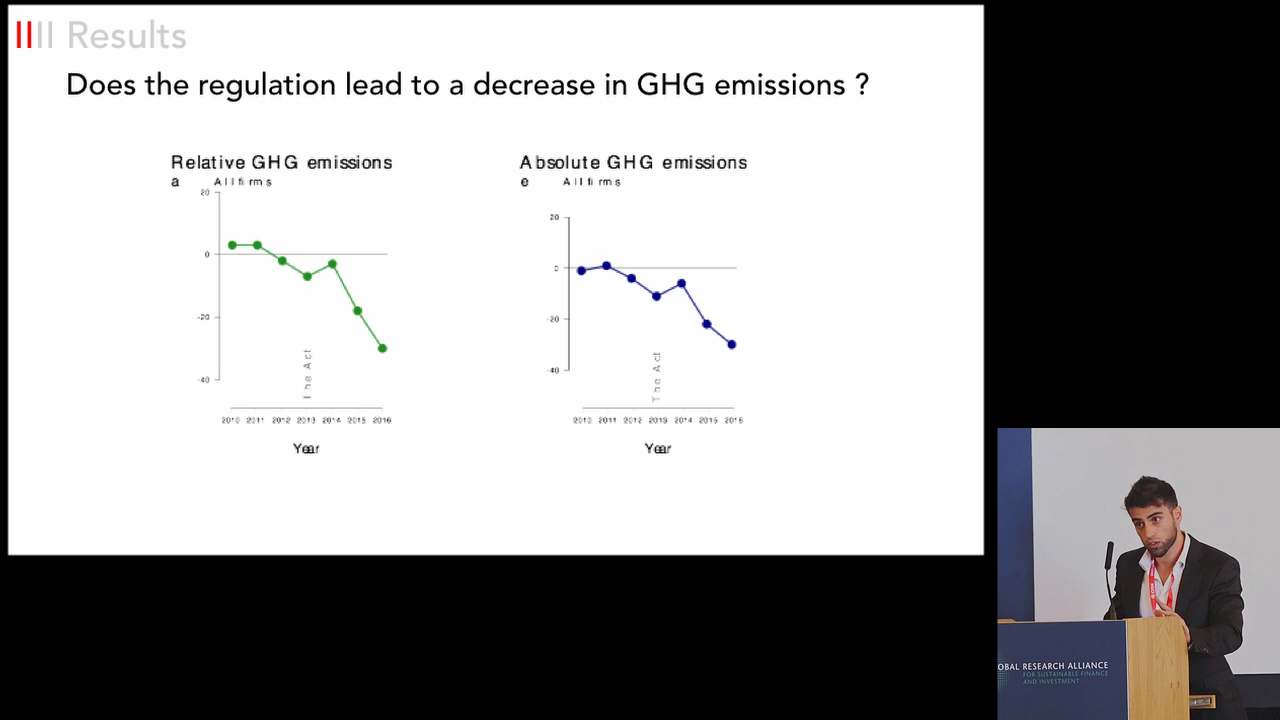 Results
Does the regulation lead to a decrease in GHG emissions ?
Relative GHG emissions
a All firms
20
0
-20
-40
The Act
2010 2011 2012 2013 2014 2015 2016
Year
Absolute GHG emissions
e All firms
20
0
-20
-40
The Act
2010 2011 2012 2013 2014 2015 2016
Year
OBAL RESEARCH ALLIANCE
FOR SUSTAINABLE FINANCE
AND INVESTMENT